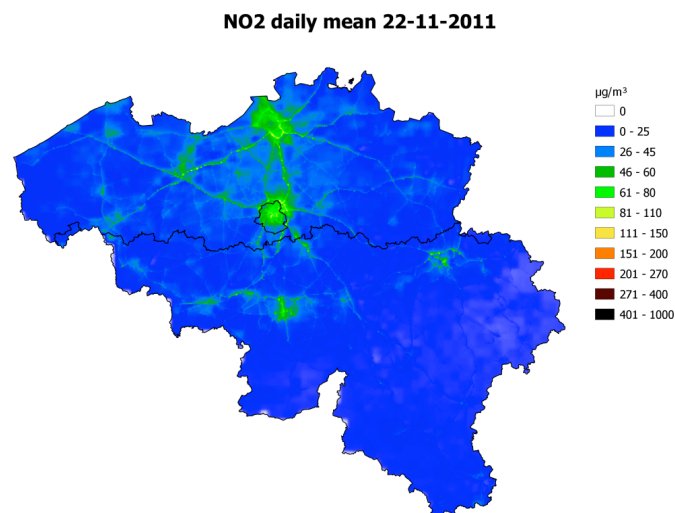 NO2 daily mean 22-11-2011
µg/m³
0
0 - 25
26 - 45
46 - 60
61 - 80
81 - 110
111 - 150
151 - 200
201 - 270
271 - 400
401 - 1000